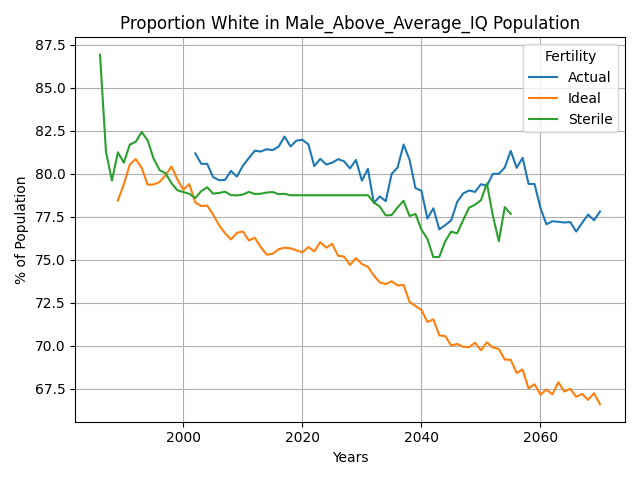 Proportion White in Male_Above_Average_IQ Population
87.5
85.0
82.5
80.0
77.5
75.0
72.5
70.0
67.5
% of Population
Fertility
Actual
Ideal
Sterile
2000
2020
2040
2060
Years